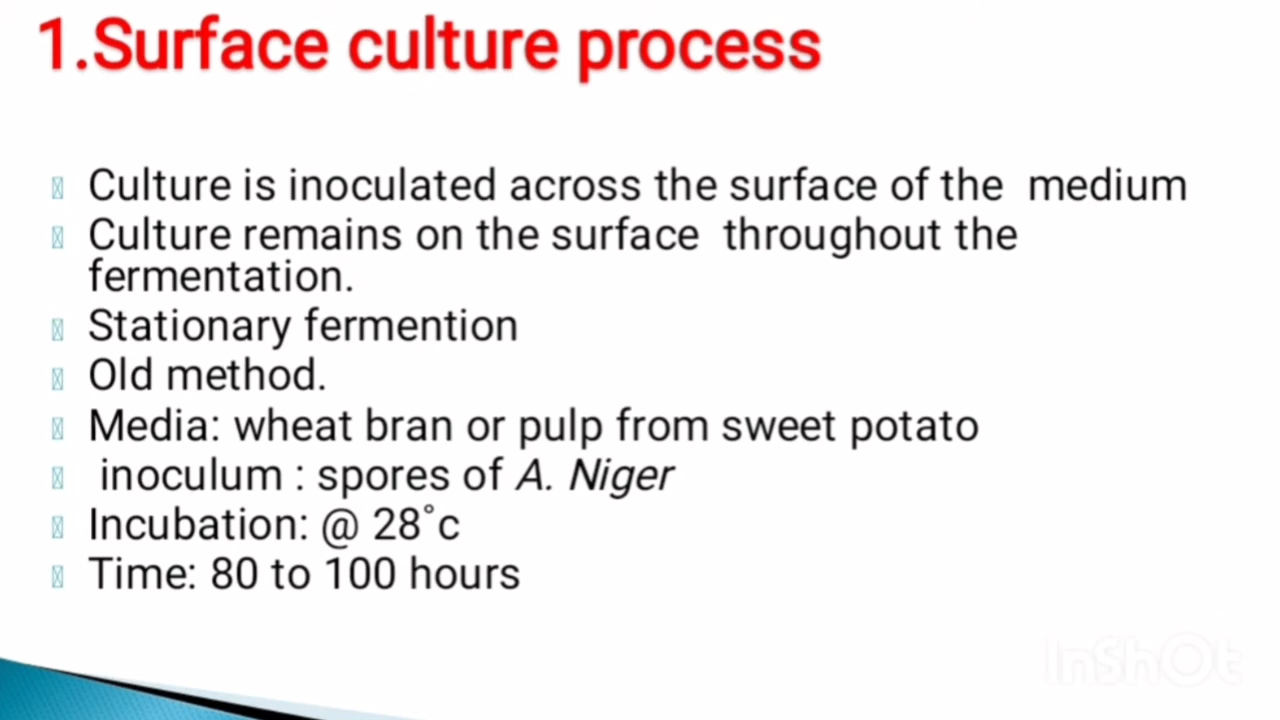 1.Surface culture process
Culture is inoculated across the surface of the medium
Culture remains on the surface throughout the
fermentation.
Stationary fermention
Old method.
Media: wheat bran or pulp from sweet potato
inoculum : spores of A. Niger
Incubation: @ 28°c
Time: 80 to 100 hours
InShOt